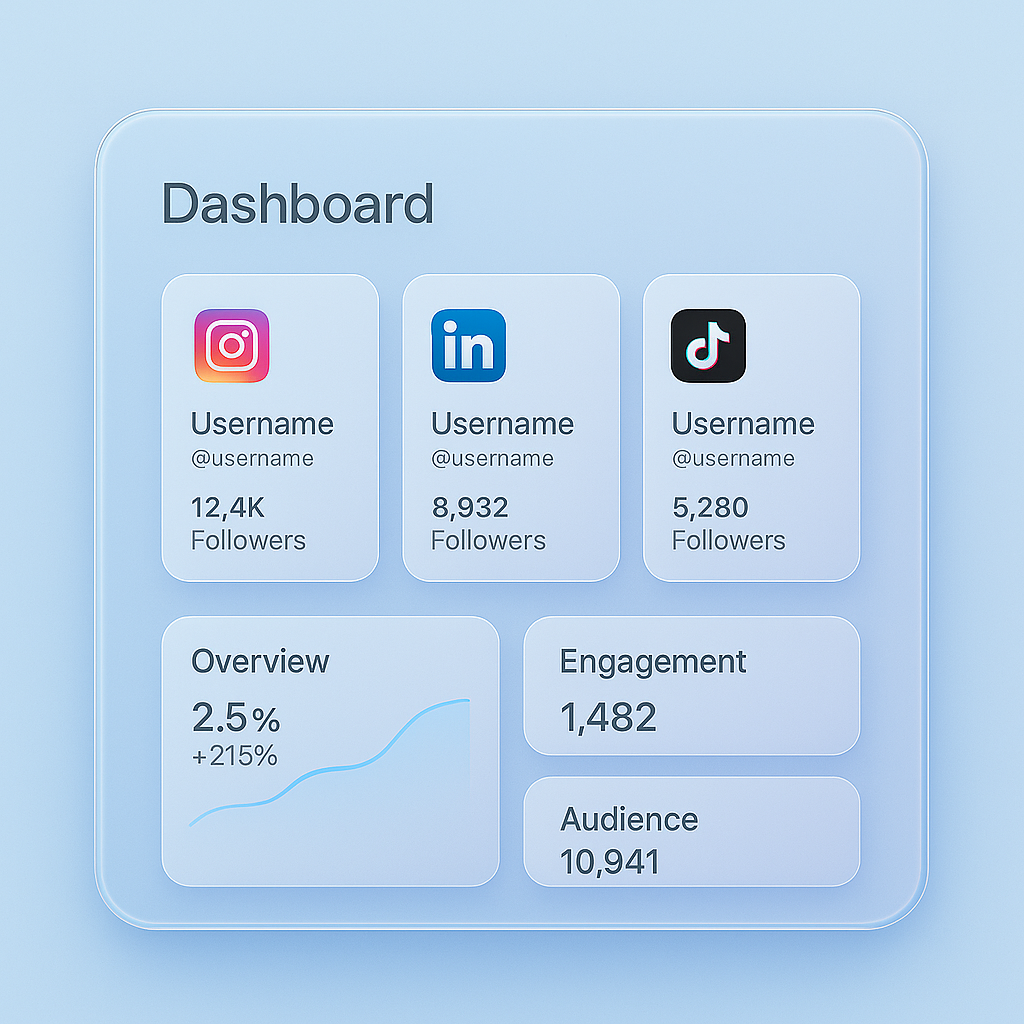 Dashboard
in
Username
@username
12,4K
Followers
Username
@username
8,932
Followers
Username
@username
5,280
Followers
Overview
2.5%
+215%
Engagement
1,482
Audience
10,941